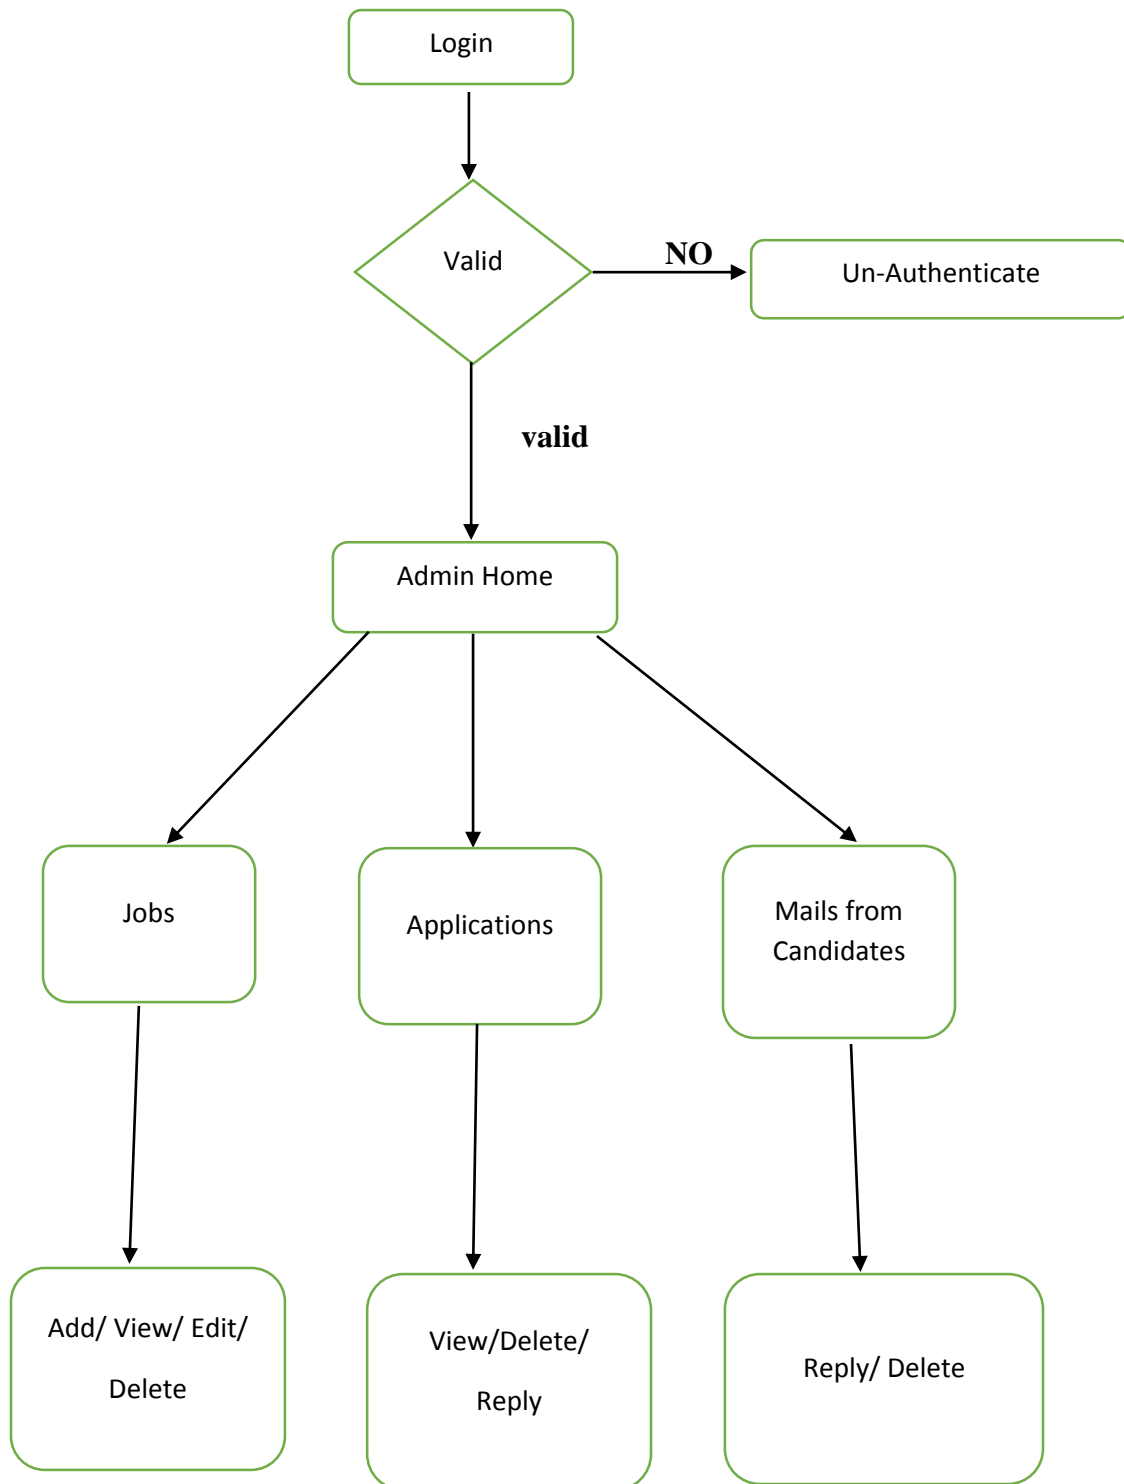 Login
Valid
NO
Un-Authenticate
valid
Admin Home
Jobs
Applications
Mails from
Candidates
Add/ View/ Edit/
Delete
View/Delete/
Reply
Reply/ Delete